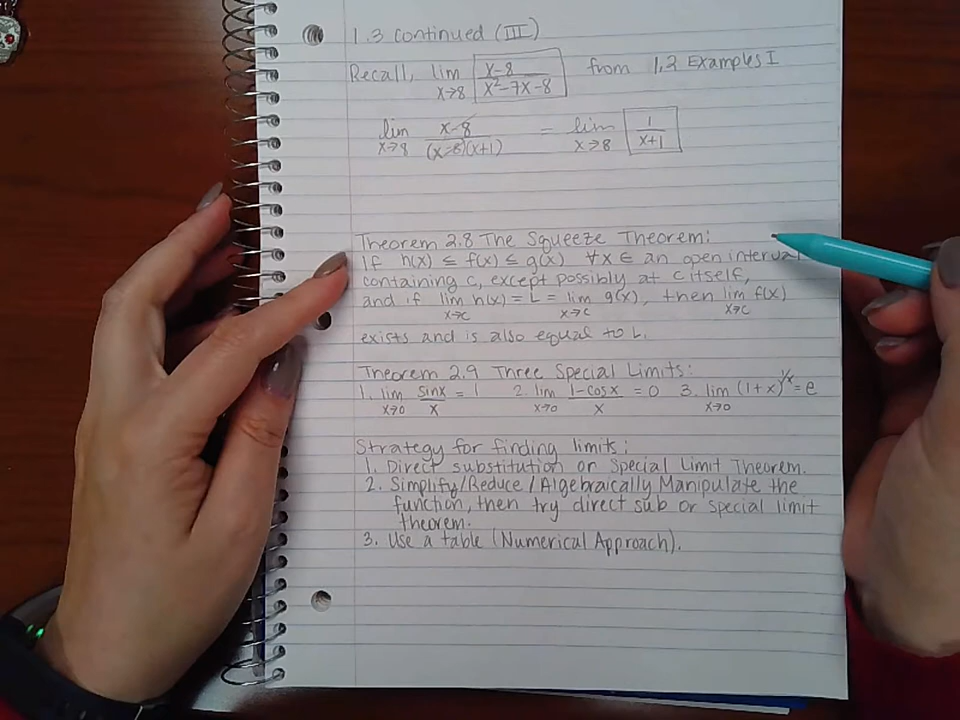 1.3 continued (III)
Recall, lim x→8 x-8 / x²-7x-8 from 1.2 Examples I
lim x→8 x-8 / (x-8)(x+1) = lim x→8 1 / x+1
Theorem 2.8 The Squeeze Theorem:
If h(x) ≤ f(x) ≤ g(x) ∀x ∈ an open interval
containing c, except possibly at c itself,
and if lim x→c h(x) = L = lim x→c g(x), then lim x→c f(x)
exists and is also equal to L.
Theorem 2.9 Three Special Limits:
1. lim x→0 sinx / x = 1 2. lim x→0 1-cosx / x = 0 3. lim x→0 (1+x)^1/x = e
Strategy for finding limits:
1. Direct substitution or Special Limit Theorem.
2. Simplify/Reduce/Algebraically Manipulate the
function, then try direct sub or special limit
theorem.
3. Use a table (Numerical Approach).